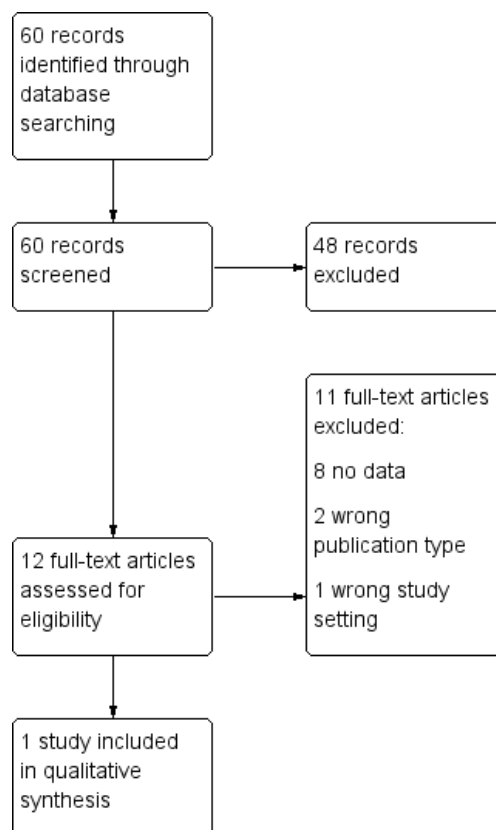 60 records
identified through
database
searching
60 records
screened
48 records
excluded
11 full-text articles
excluded:
8 no data
2 wrong
publication type
1 wrong study
setting
12 full-text articles
assessed for
eligibility
1 study included
in qualitative
synthesis